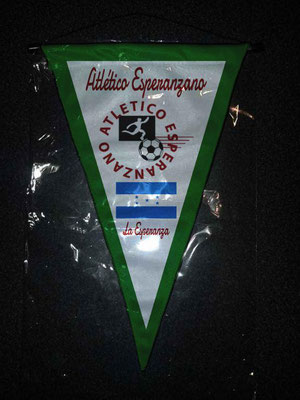 Atlético Esperanzano
ATLETICO ESPERANZANO
La Esperanza